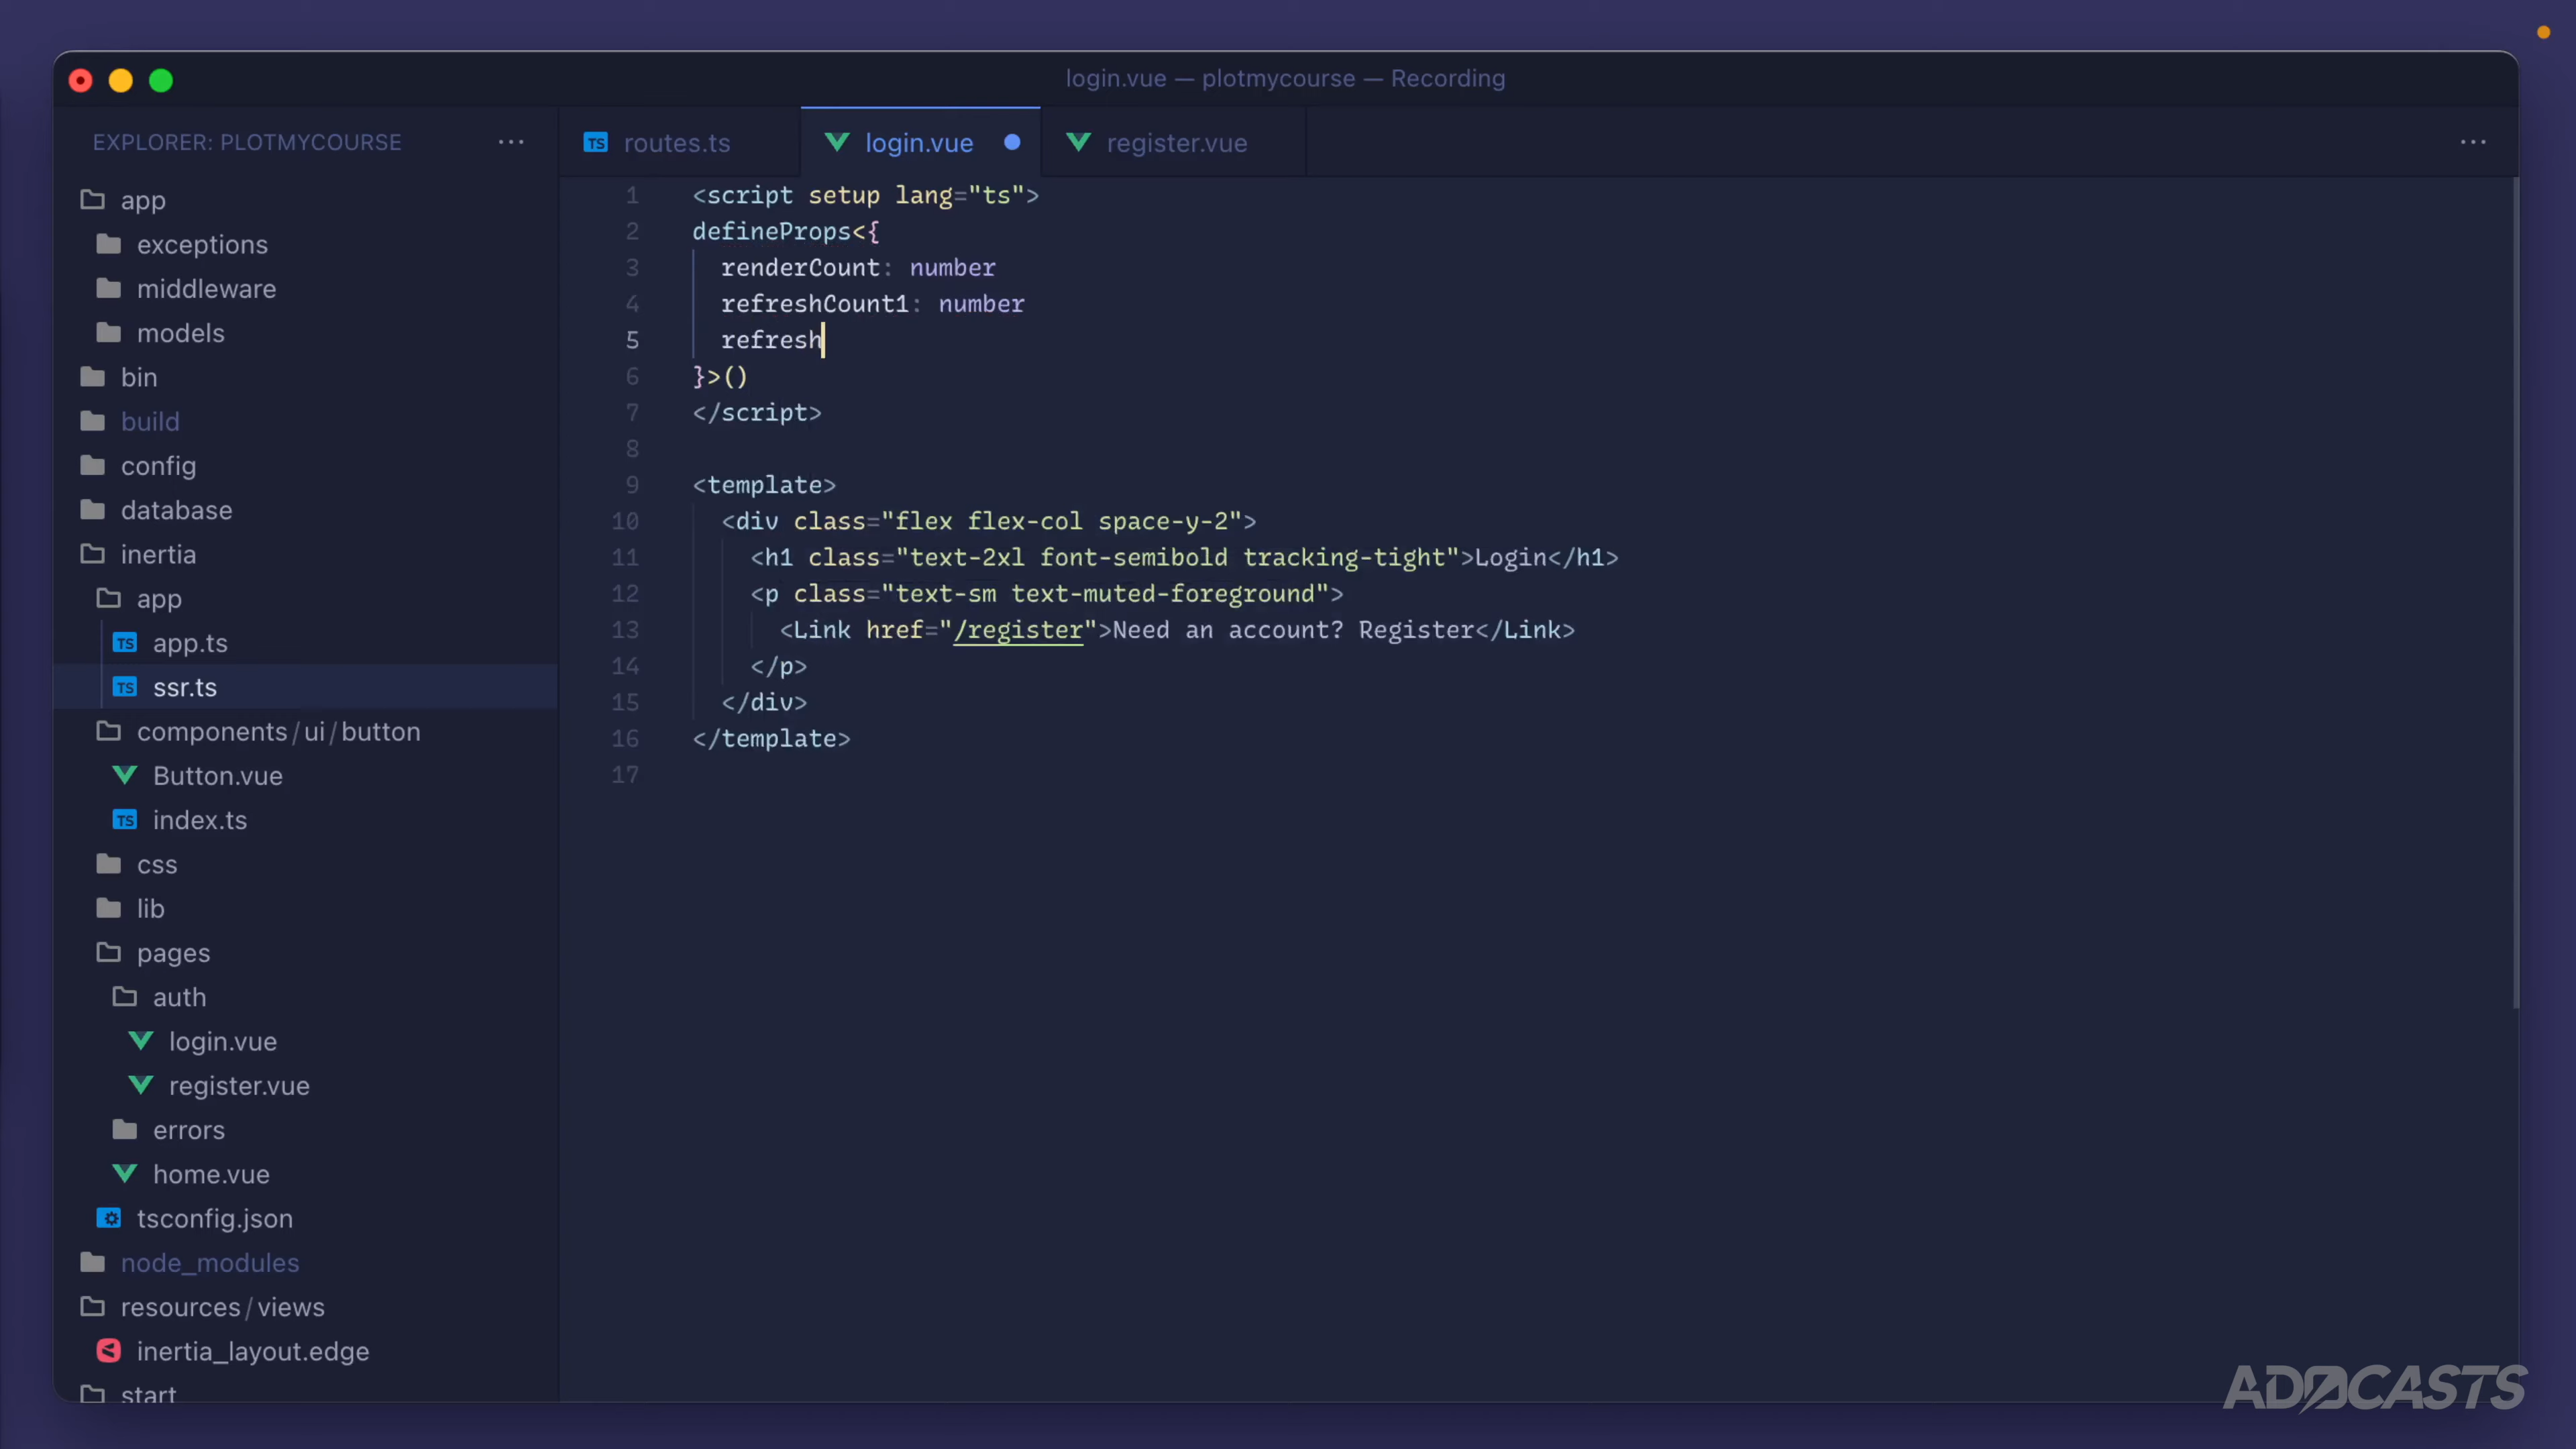 login.vue — plotmycourse — Recording
EXPLORER: PLOTMYCOURSE
app
exceptions
middleware
models
bin
build
config
database
inertia
app
TS app.ts
TS ssr.ts
components/ui/button
Button.vue
TS index.ts
css
lib
pages
auth
login.vue
register.vue
errors
home.vue
tsconfig.json
node_modules
resources/views
inertia_layout.edge
start
TS routes.ts
login.vue
register.vue
1 <script setup lang="ts">
2 defineProps<{
3 renderCount: number
4 refreshCount1: number
5 refresh
6 }>()
7 </script>
8
9 <template>
10 <div class="flex flex-col space-y-2">
11 <h1 class="text-2xl font-semibold tracking-tight">Login</h1>
12 <p class="text-sm text-muted-foreground">
13 <Link href="/register">Need an account? Register</Link>
14 </p>
15 </div>
16 </template>
17
ADOCASTS